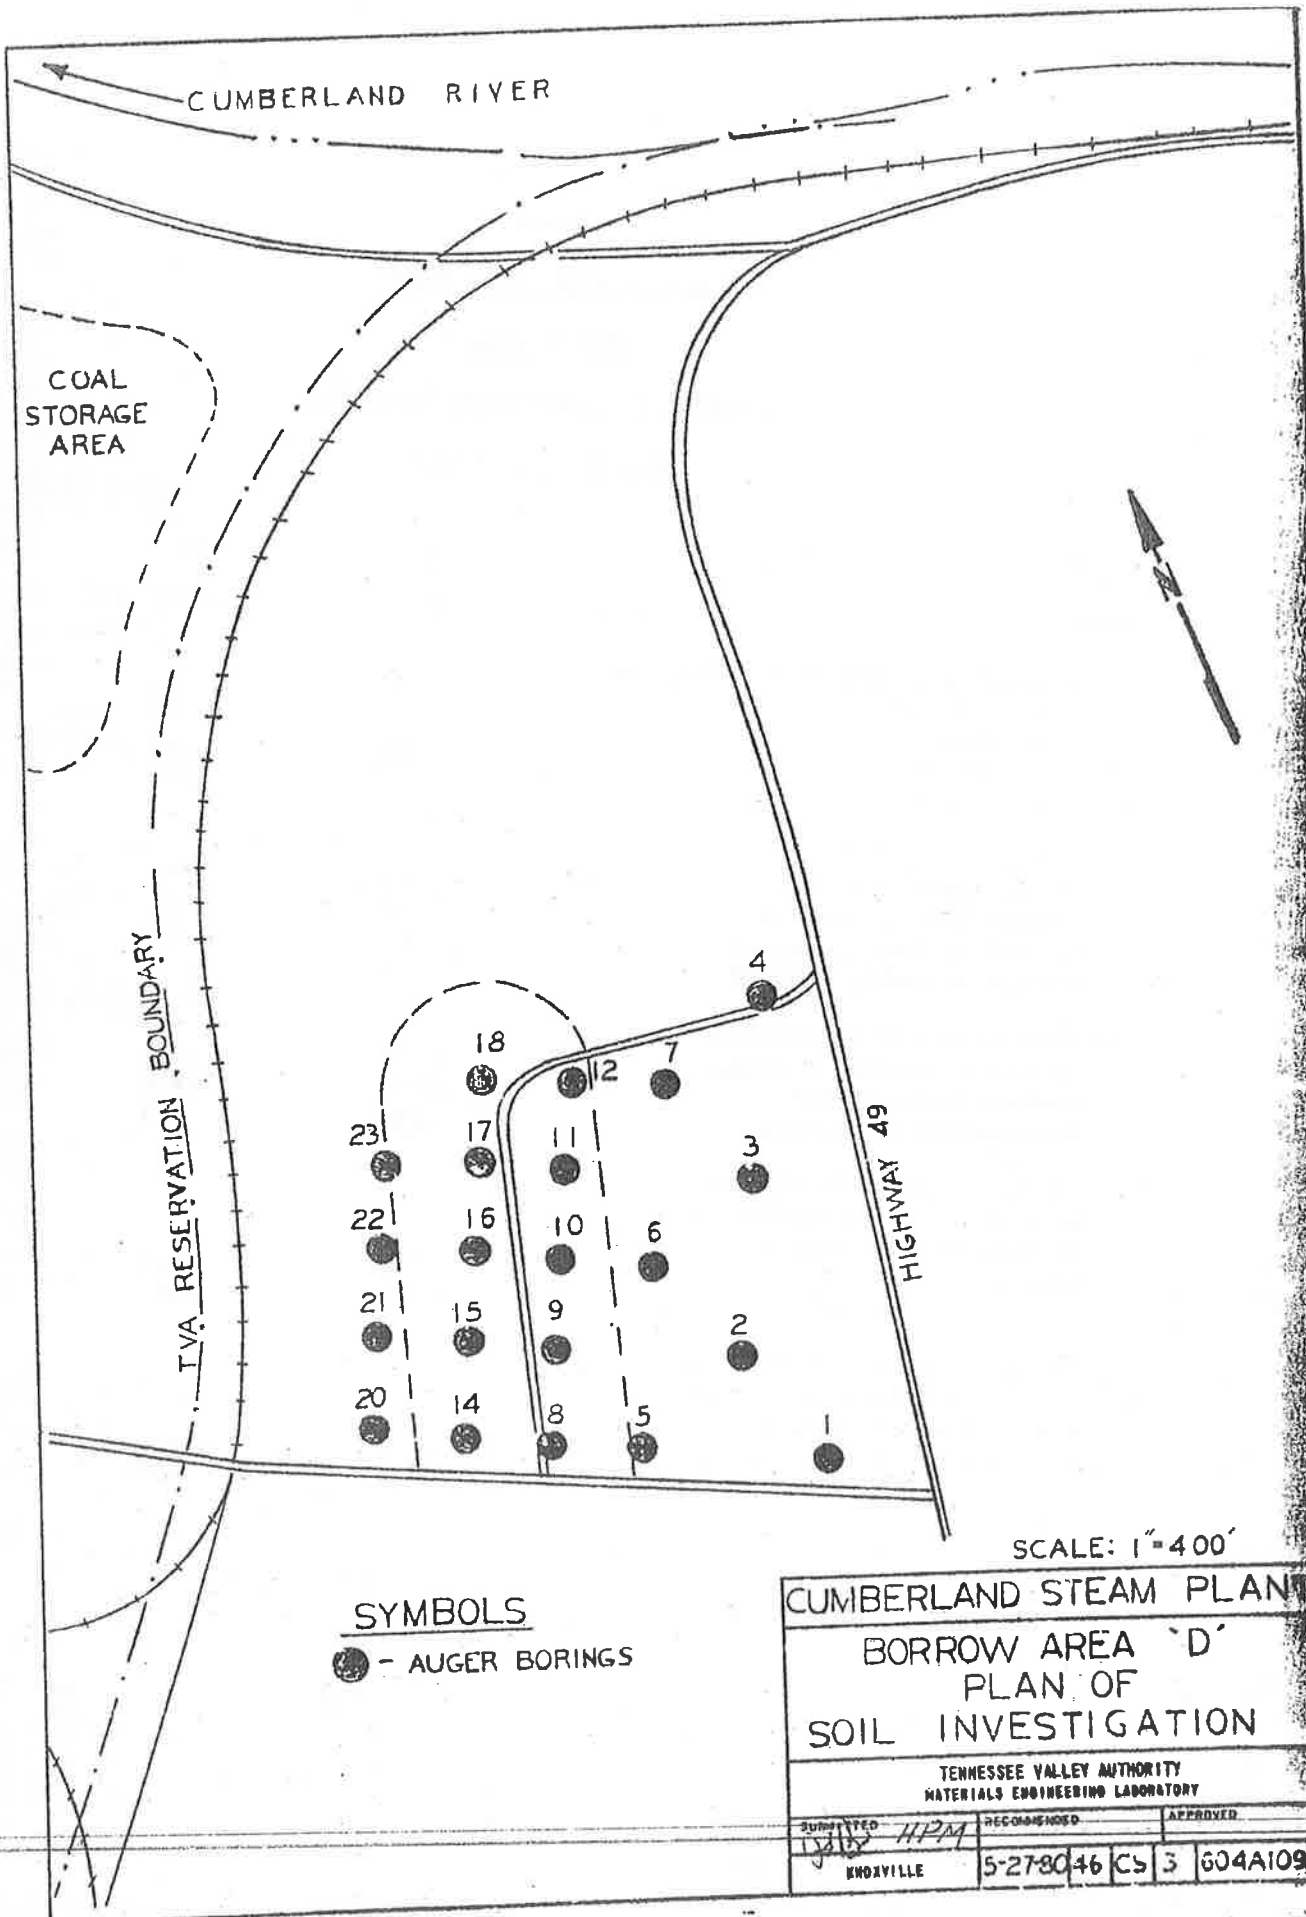 CUMBERLAND RIVER
COAL
STORAGE
AREA
N
TVA RESERVATION BOUNDARY
HIGHWAY 49
4
18
12
7
23
17
11
3
22
16
10
6
21
15
9
2
20
14
8
5
1
SCALE: 1"=400'
SYMBOLS
- AUGER BORINGS
CUMBERLAND STEAM PLANT
BORROW AREA 'D'
PLAN OF
SOIL INVESTIGATION
TENNESSEE VALLEY AUTHORITY
MATERIALS ENGINEERING LABORATORY
SUBMITTED
HPM
RECOMMENDED
APPROVED
KNOXVILLE
5-27-80
46
CS
3
604A109